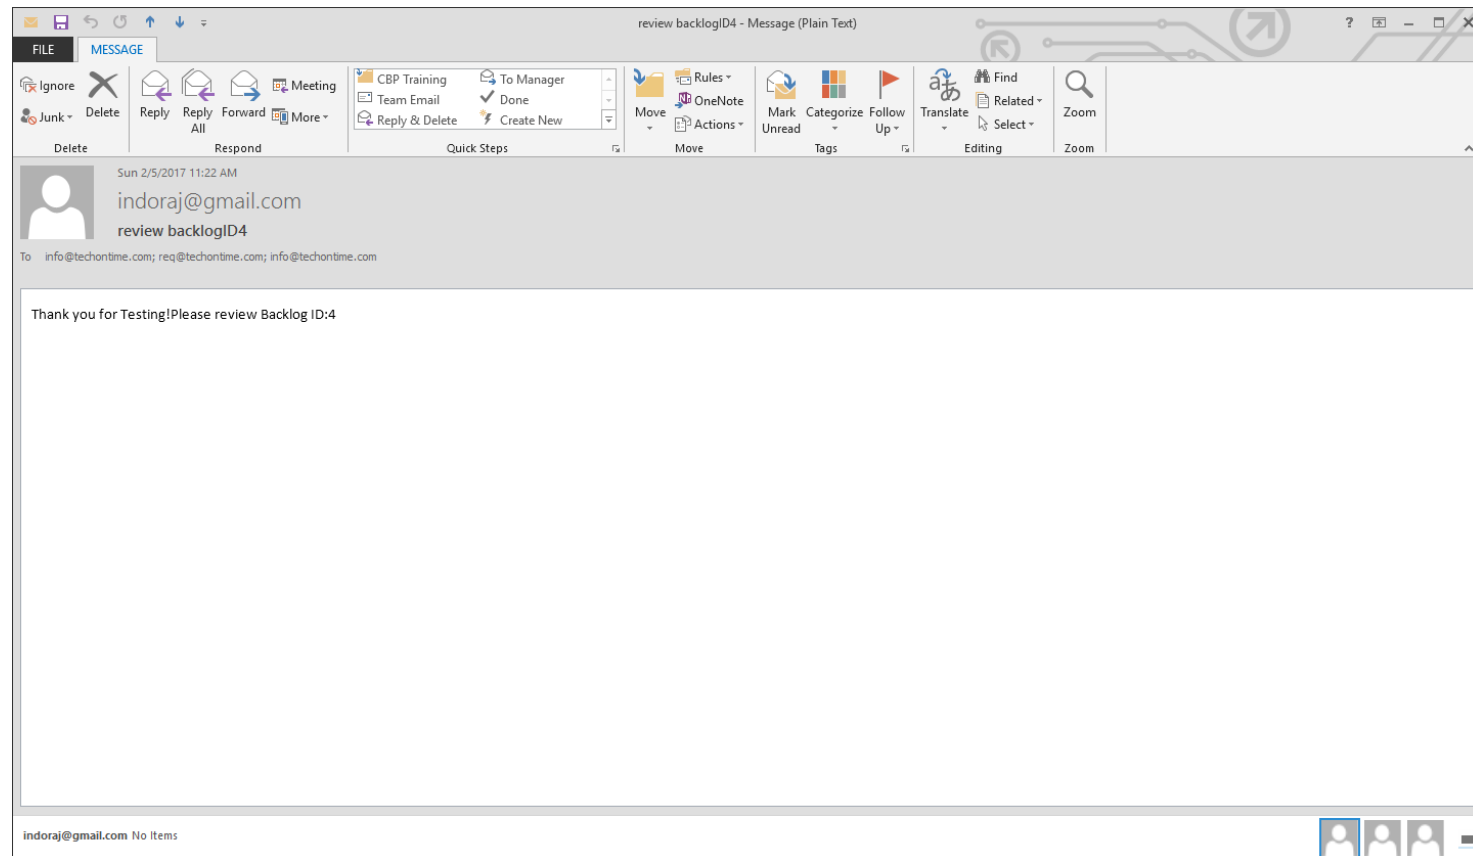 review backlogID4 - Message (Plain Text)
?
FILE MESSAGE
Ignore
Junk
Delete
Reply
Reply All
Forward
Meeting
More
CBP Training To Manager
Team Email Done
Reply & Delete Create New
Move
Rules
OneNote
Actions
Mark Unread
Categorize
Follow Up
Translate
Find
Related
Select
Zoom
Delete Respond Quick Steps Move Tags Editing Zoom
Sun 2/5/2017 11:22 AM
indoraj@gmail.com
review backlogID4
To info@techontime.com; req@techontime.com; info@techontime.com
Thank you for Testing!Please review Backlog ID:4
indoraj@gmail.com No Items